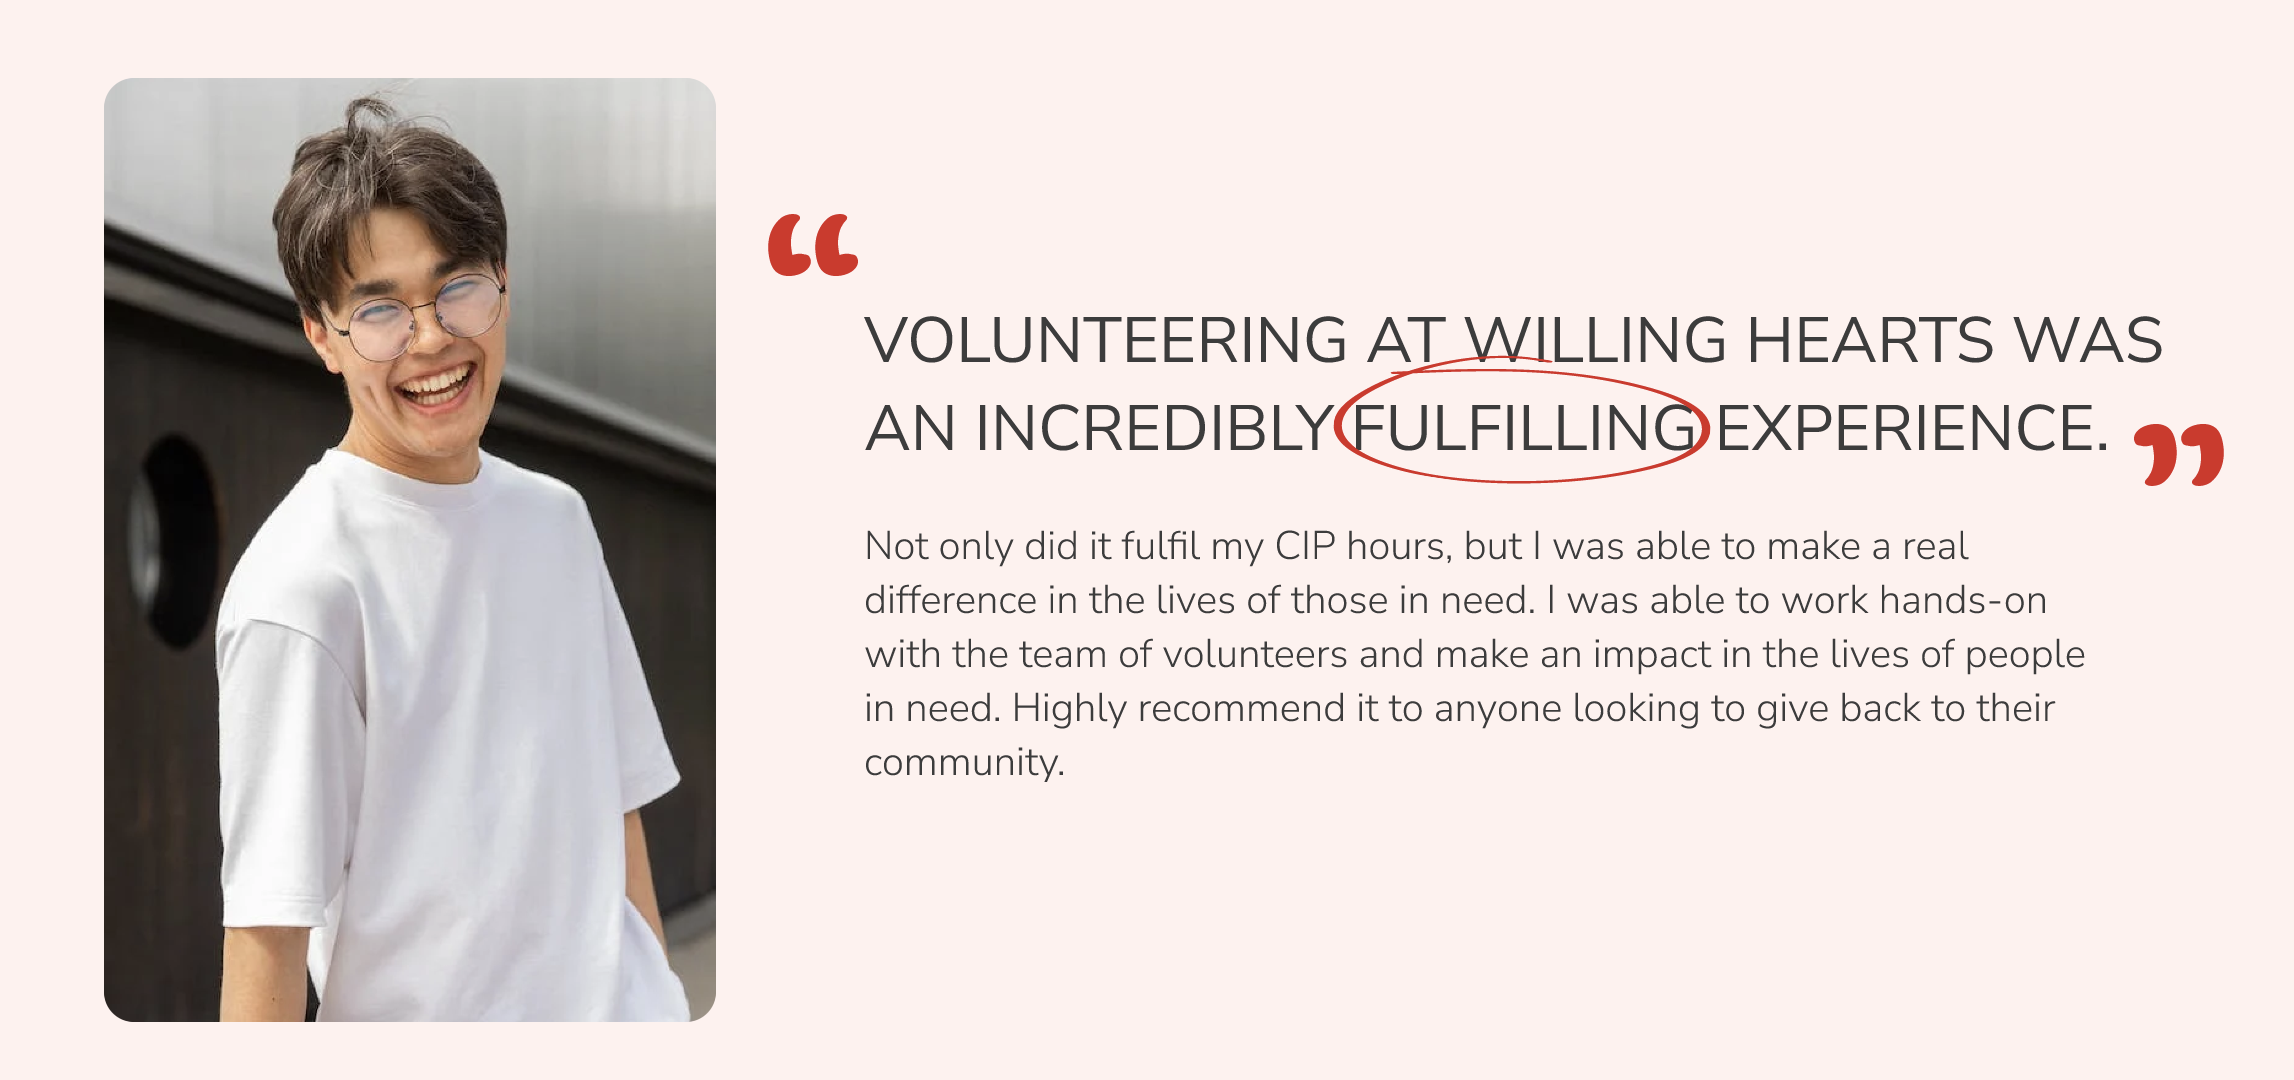 “
VOLUNTEERING AT WILLING HEARTS WAS
AN INCREDIBLY FULFILLING EXPERIENCE. ”
Not only did it fulfil my CIP hours, but I was able to make a real
difference in the lives of those in need. I was able to work hands-on
with the team of volunteers and make an impact in the lives of people
in need. Highly recommend it to anyone looking to give back to their
community.